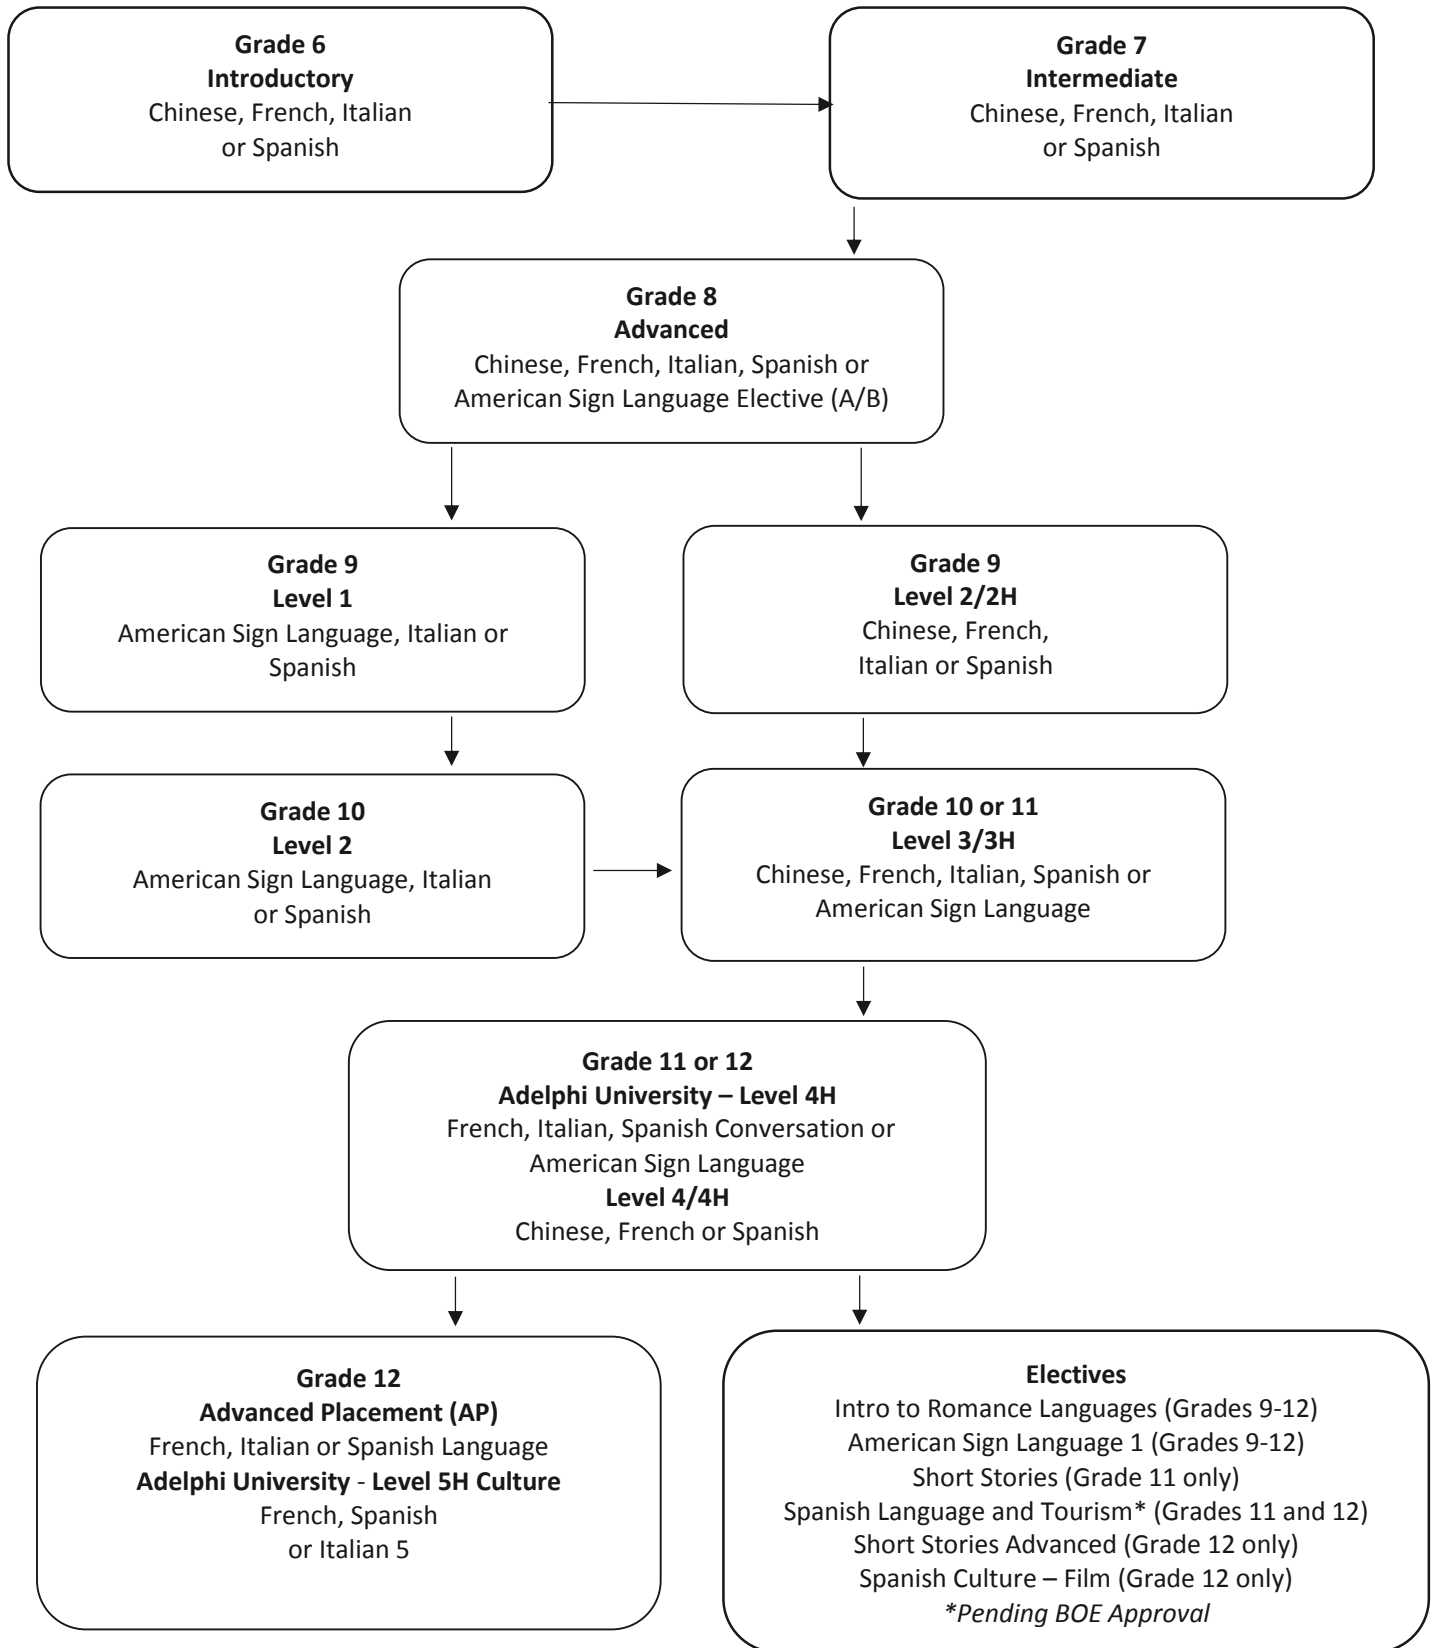 Grade 6
Introductory
Chinese, French, Italian
or Spanish
Grade 7
Intermediate
Chinese, French, Italian
or Spanish
Grade 8
Advanced
Chinese, French, Italian, Spanish or
American Sign Language Elective (A/B)
Grade 9
Level 1
American Sign Language, Italian or
Spanish
Grade 9
Level 2/2H
Chinese, French,
Italian or Spanish
Grade 10
Level 2
American Sign Language, Italian
or Spanish
Grade 10 or 11
Level 3/3H
Chinese, French, Italian, Spanish or
American Sign Language
Grade 11 or 12
Adelphi University – Level 4H
French, Italian, Spanish Conversation or
American Sign Language
Level 4/4H
Chinese, French or Spanish
Grade 12
Advanced Placement (AP)
French, Italian or Spanish Language
Adelphi University - Level 5H Culture
French, Spanish
or Italian 5
Electives
Intro to Romance Languages (Grades 9-12)
American Sign Language 1 (Grades 9-12)
Short Stories (Grade 11 only)
Spanish Language and Tourism* (Grades 11 and 12)
Short Stories Advanced (Grade 12 only)
Spanish Culture – Film (Grade 12 only)
*Pending BOE Approval